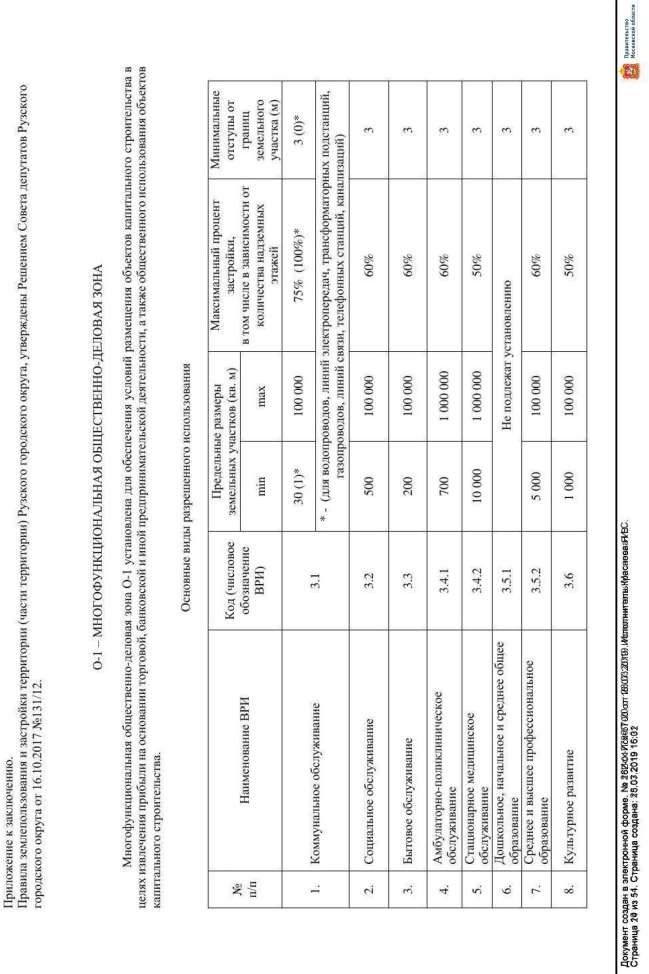 Приложение к заключению.
Правила землепользования и застройки территории (части территории) Рузского городского округа, утверждены Решением Совета депутатов Рузского
городского округа от 16.10.2017 №131/12.
О-1 – МНОГОФУНКЦИОНАЛЬНАЯ ОБЩЕСТВЕННО-ДЕЛОВАЯ ЗОНА
Многофункциональная общественно-деловая зона О-1 установлена для обеспечения условий размещения объектов капитального строительства в
целях извлечения прибыли на основании торговой, банковской и иной предпринимательской деятельности, а также общественного использования объектов
капитального строительства.
Основные виды разрешенного использования
№ п/п
Наименование ВРИ
Код (числовое обозначение ВРИ)
Предельные размеры земельных участков (кв. м)
min
max
Максимальный процент застройки, в том числе в зависимости от количества надземных этажей
Минимальные отступы от границ земельного участка (м)
1. Коммунальное обслуживание 3.1 30 (1)* 100 000 75% (100%)* 3 (0)*
* - (для водопроводов, линий электропередач, трансформаторных подстанций,
газопроводов, линий связи, телефонных станций, канализаций)
2. Социальное обслуживание 3.2 500 100 000 60% 3
3. Бытовое обслуживание 3.3 200 100 000 60% 3
4. Амбулаторно-поликлиническое обслуживание 3.4.1 700 1 000 000 60% 3
5. Стационарное медицинское обслуживание 3.4.2 10 000 1 000 000 50% 3
6. Дошкольное, начальное и среднее общее образование 3.5.1 Не подлежат установлению 3
7. Среднее и высшее профессиональное образование 3.5.2 5 000 100 000 60% 3
8. Культурное развитие 3.6 1 000 100 000 50% 3
Документ создан в электронной форме. №
Страница из 54. Страница создана: 28.03.2019 16:02
Правительство
Московской области